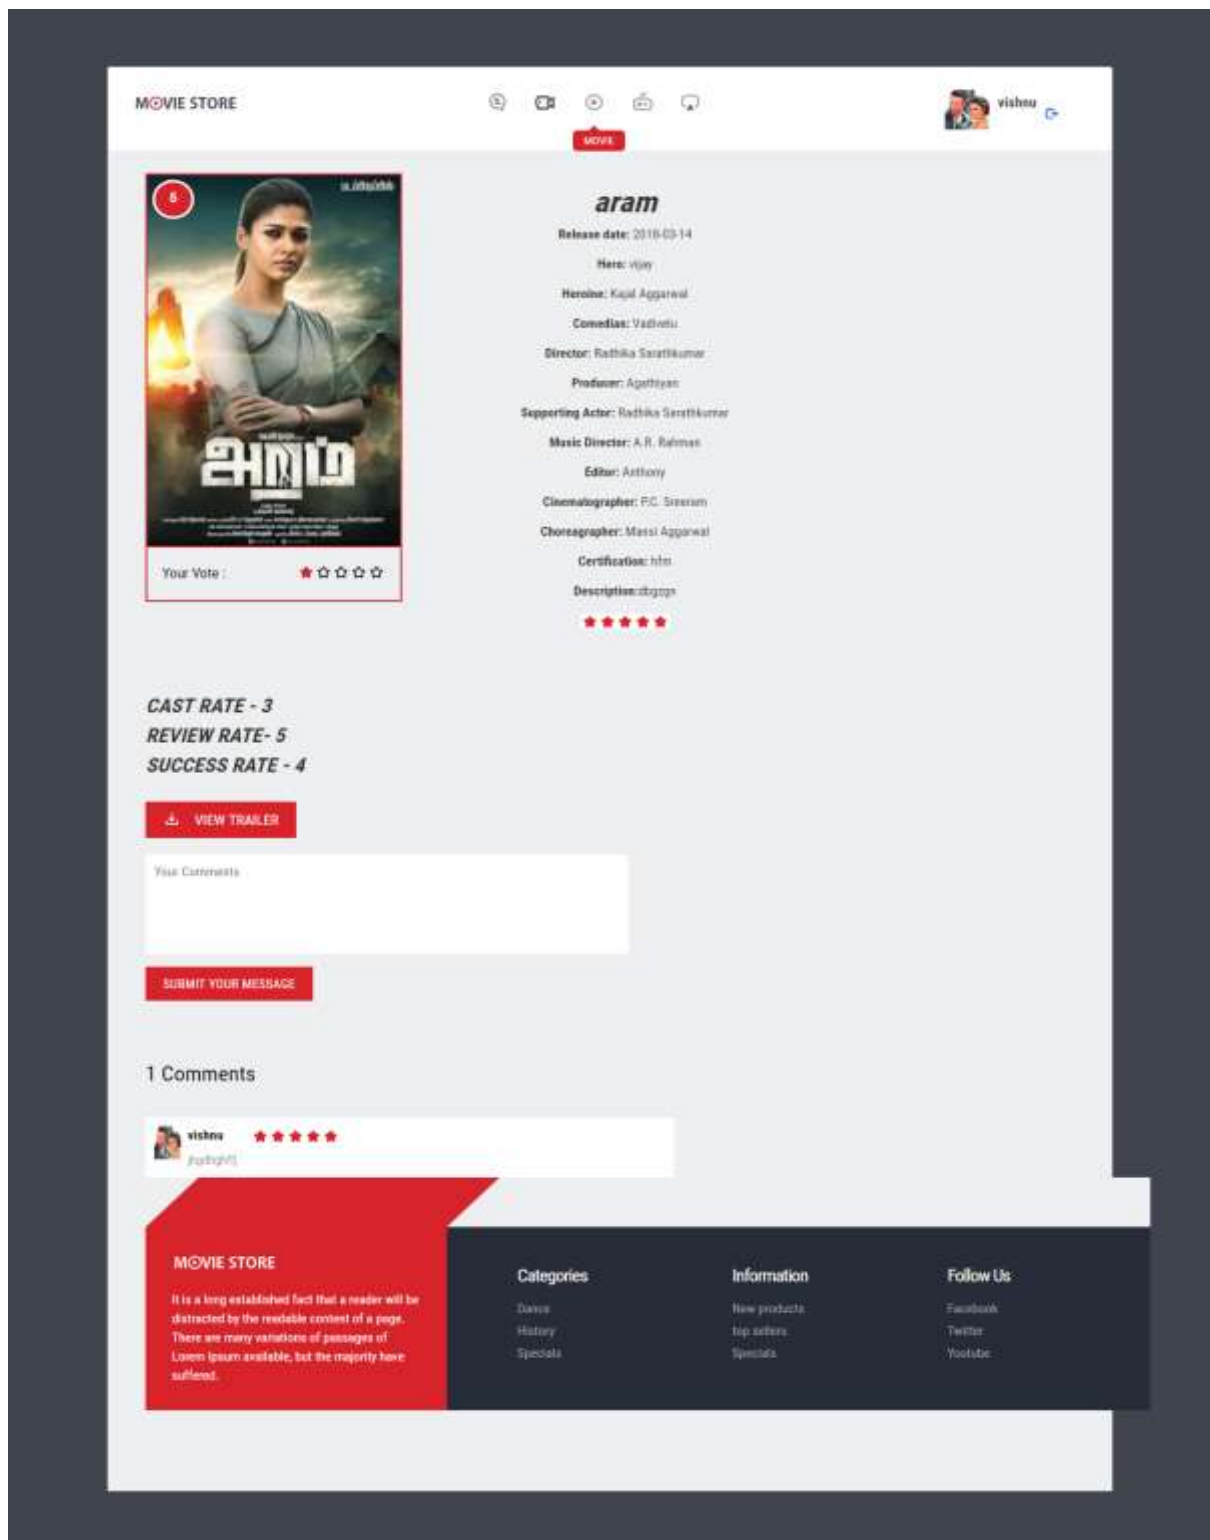 MOVIE STORE
vishnu
MOVIE
5
aram
Release date: 2018-03-14
Hero: vijay
Heroine: Kajal Aggarwal
Comedian: Vadivelu
Director: Radhika Sarathkumar
Producer: Agathiyan
Supporting Actor: Radhika Sarathkumar
Music Director: A.R. Rahman
Editor: Anthony
Cinematographer: P.C. Sreeram
Choreagrapher: Mansi Aggarwal
Certification: hfm
அறம்
Your Vote :
CAST RATE - 3
REVIEW RATE- 5
SUCCESS RATE - 4
VIEW TRAILER
Your Comments
SUBMIT YOUR MESSAGE
1 Comments
vishnu
MOVIE STORE
It is a long established fact that a reader will be
distracted by the readable content of a page.
There are many variations of passages of
Lorem Ipsum available, but the majority have
suffered.
Categories
Dance
History
Specials
Information
New products
top sellers
Specials
Follow Us
Facebook
Twitter
Youtube